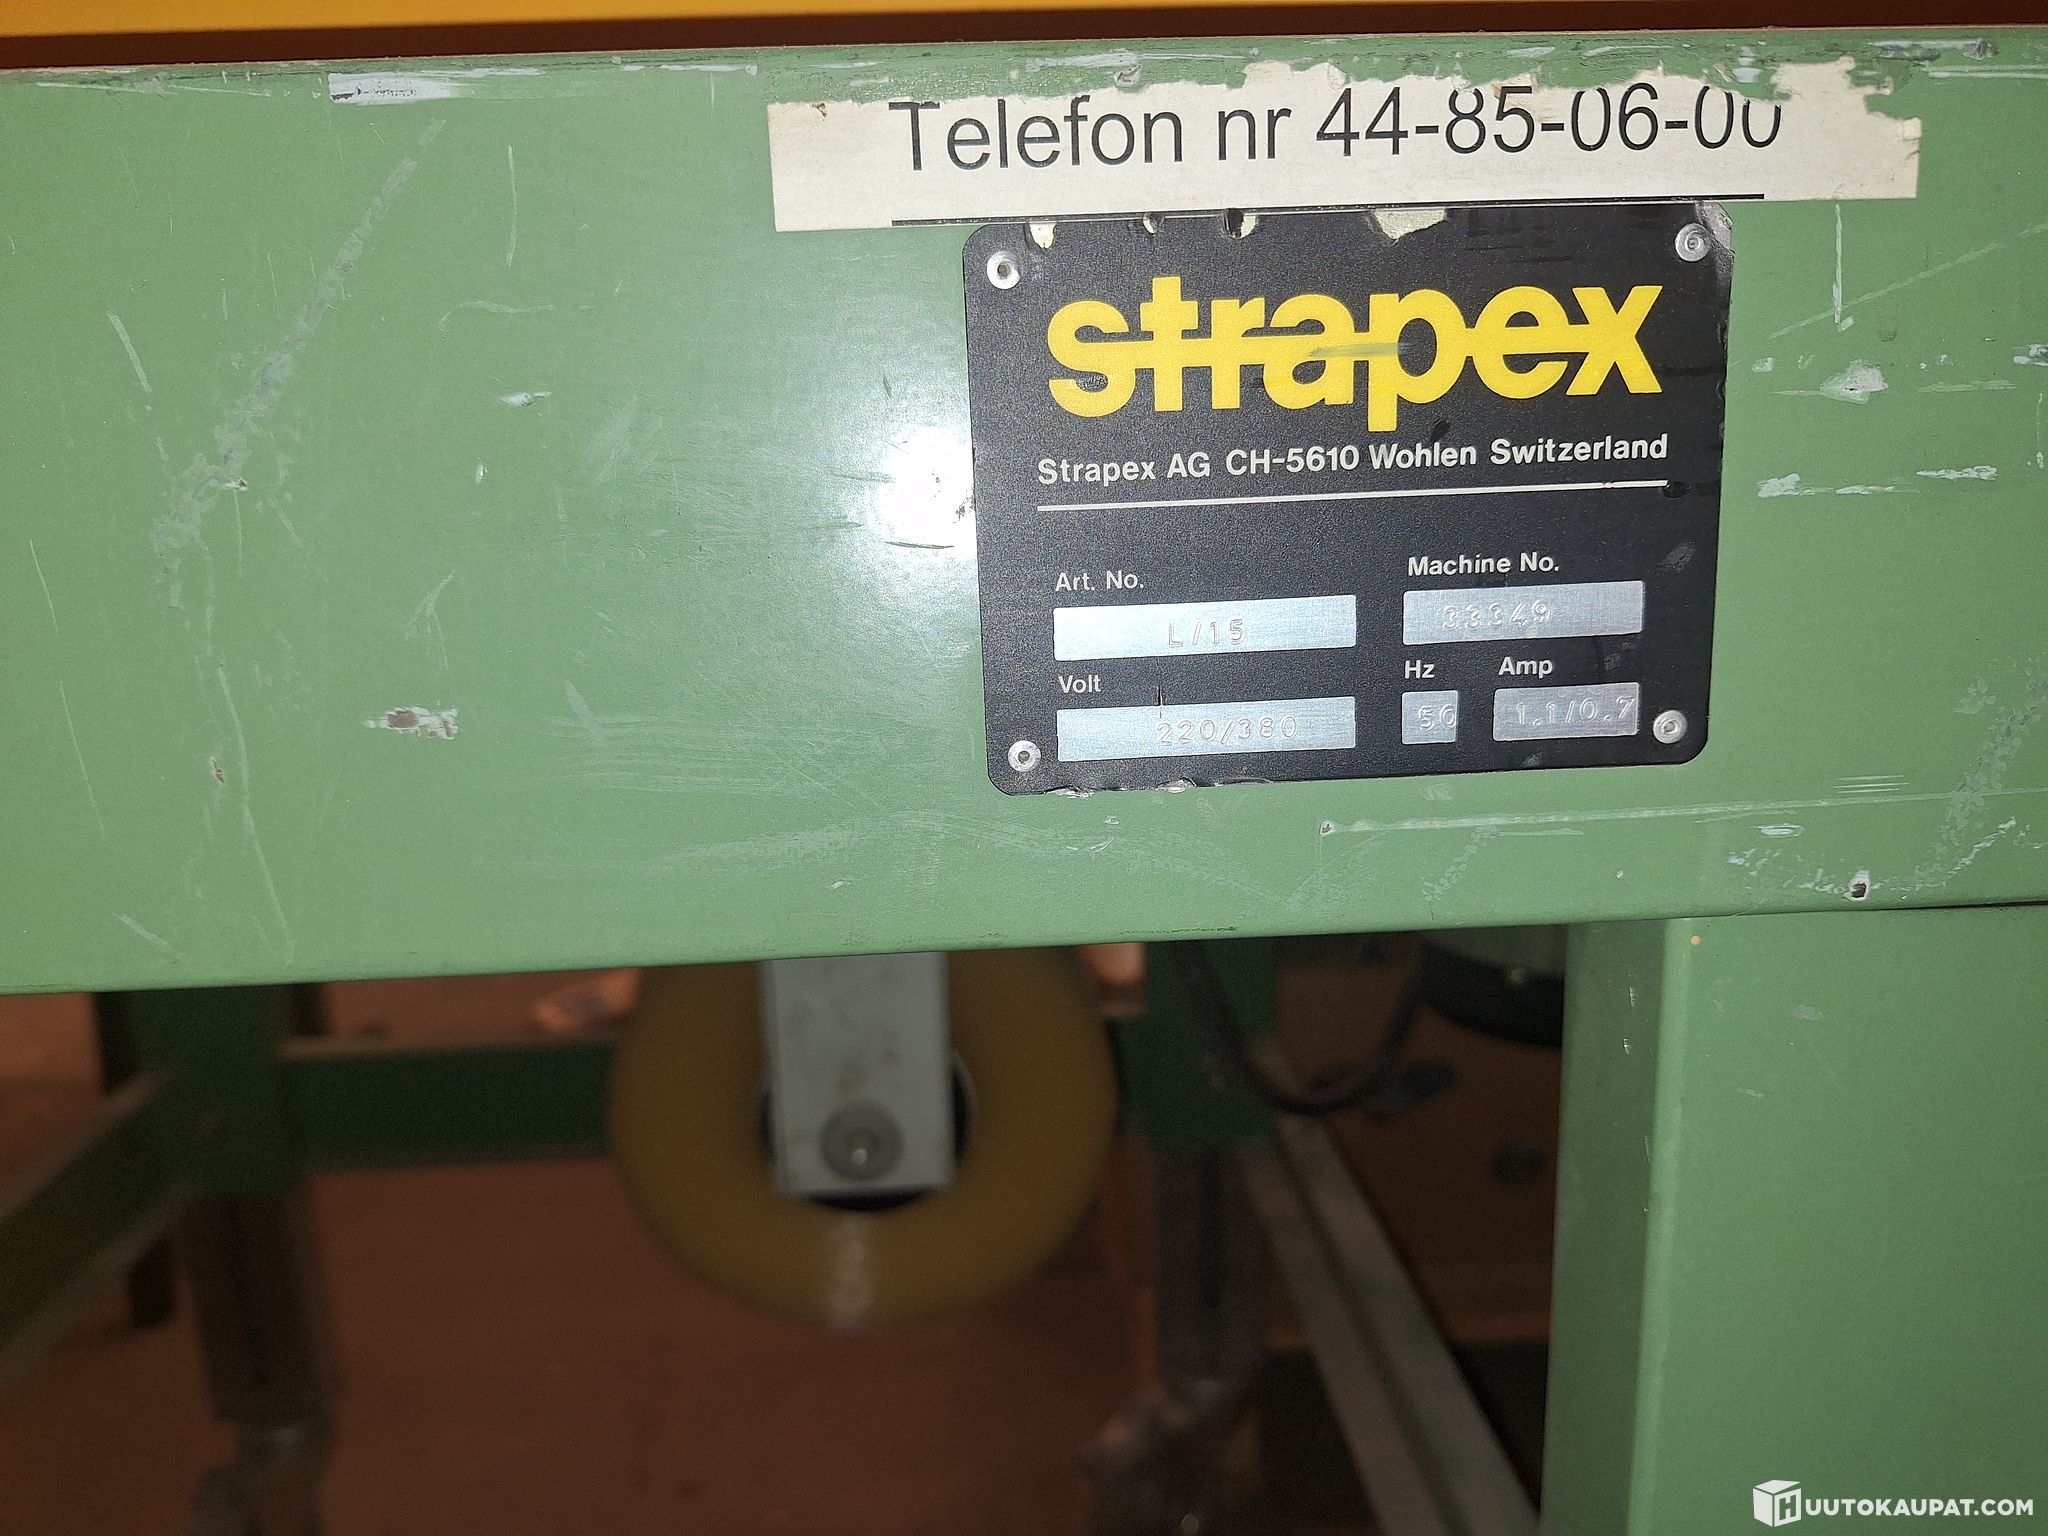 Telefon nr 44-85-06-00
strapex
Strapex AG CH-5610 Wohlen Switzerland
Art. No.
Machine No.
L/15
33349
Volt
Hz
Amp
220/380
50
1.1/0.7
HUUTOKAUPAT.COM